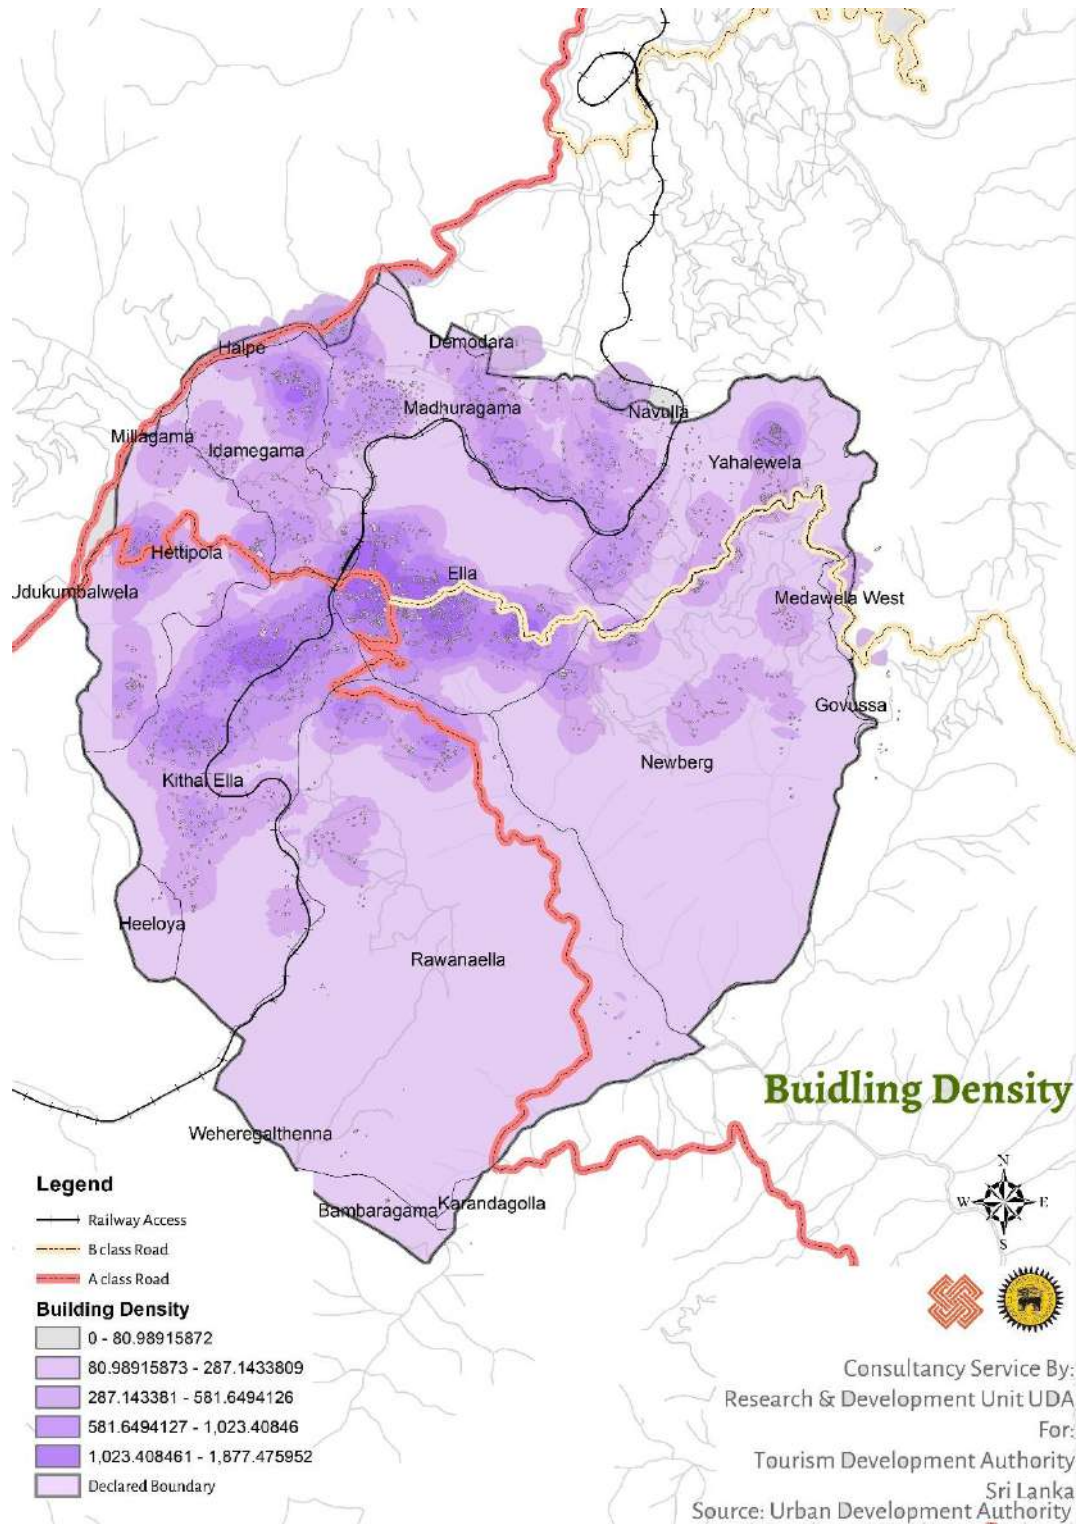 Halpe
Demodara
Madhuragama
Navulla
Millagama
Idamegama
Yahalewela
Hettipola
Ella
Jdukumbalwela
Medawela West
Govussa
Newberg
Kithal Ella
Heeloya
Rawanaella
Buidling Density
Weheregalthenna
Bambaragama
Karandagolla
N
W
E
S
Legend
Railway Access
B class Road
A class Road
Building Density
0 - 80.98915872
80.98915873 - 287.1433809
287.143381 - 581.6494126
581.6494127 - 1,023.40846
1,023.408461 - 1,877.475952
Declared Boundary
Consultancy Service By:
Research & Development Unit UDA
For:
Tourism Development Authority
Sri Lanka
Source: Urban Development Authority